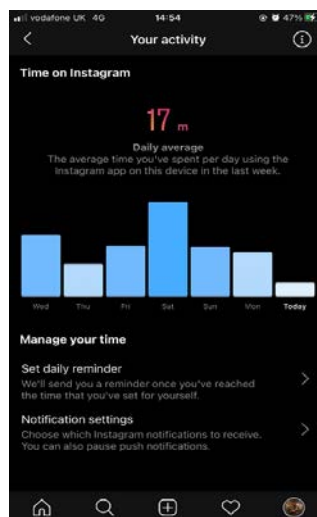 vodafone UK 4G 14:54 47%
Your activity
Time on Instagram
17 m
Daily average
The average time you've spent per day using the
Instagram app on this device in the last week.
Wed Thu Fri Sat Sun Mon Today
Manage your time
Set daily reminder
We'll send you a reminder once you've reached
the time that you've set for yourself.
Notification settings
Choose which Instagram notifications to receive.
You can also pause push notifications.